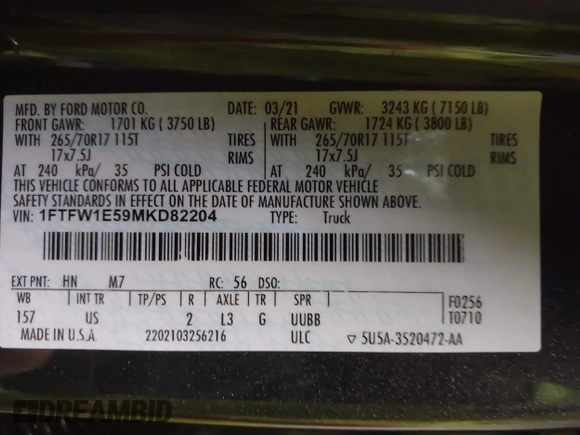 MFD. BY FORD MOTOR CO. DATE: 03/21 GVWR: 3243 KG ( 7150 LB)
FRONT GAWR: 1701 KG ( 3750 LB) REAR GAWR: 1724 KG ( 3800 LB)
WITH 265/70R17 115T TIRES WITH 265/70R17 115T TIRES
17x7.5J RIMS 17x7.5J RIMS
AT 240 kPa/ 35 PSI COLD AT 240 kPa/ 35 PSI COLD
THIS VEHICLE CONFORMS TO ALL APPLICABLE FEDERAL MOTOR VEHICLE
SAFETY STANDARDS IN EFFECT ON THE DATE OF MANUFACTURE SHOWN ABOVE.
VIN: 1FTFW1E59MKD82204 TYPE: Truck
EXT PNT: HN M7 RC: 56 DSO:
WB INT TR TP/PS R AXLE TR SPR F0256
157 US 2 L3 G UUBB T0710
MADE IN U.S.A. 2202103256216 ULC ▽ 5U5A-3520472-AA
DREAMBID